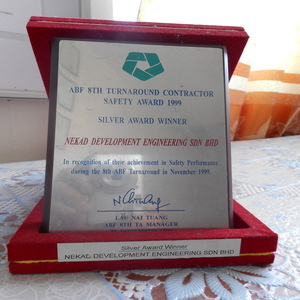 ABF 8TH TURNAROUND CONTRACTOR
SAFETY AWARD 1999
SILVER AWARD WINNER
NEKAD DEVELOPMENT ENGINEERING SDN BHD
In recognition of their achievement in Safety Performance
during the 8th ABF Turnaround in November 1999.
LAU NAI TUANG
ABF 8TH TA MANAGER
Silver Award Winner
NEKAD DEVELOPMENT ENGINEERING SDN BHD